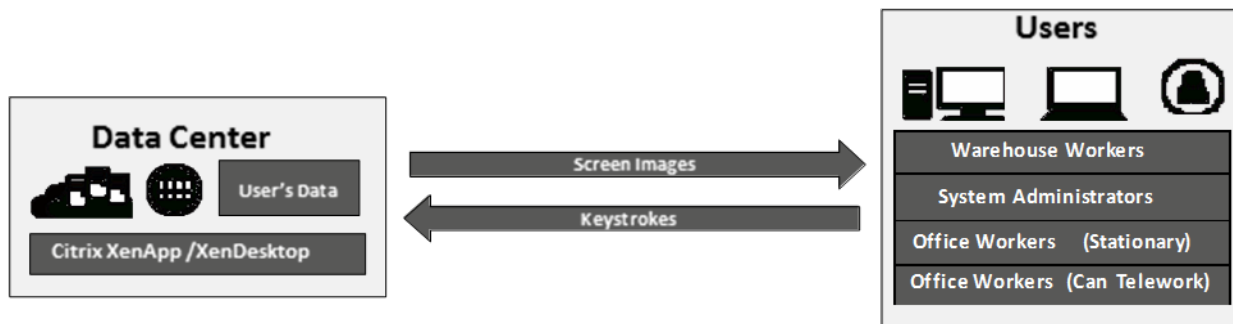 Data Center
User's Data
Citrix XenApp /XenDesktop
Screen Images
Keystrokes
Users
Warehouse Workers
System Administrators
Office Workers (Stationary)
Office Workers (Can Telework)